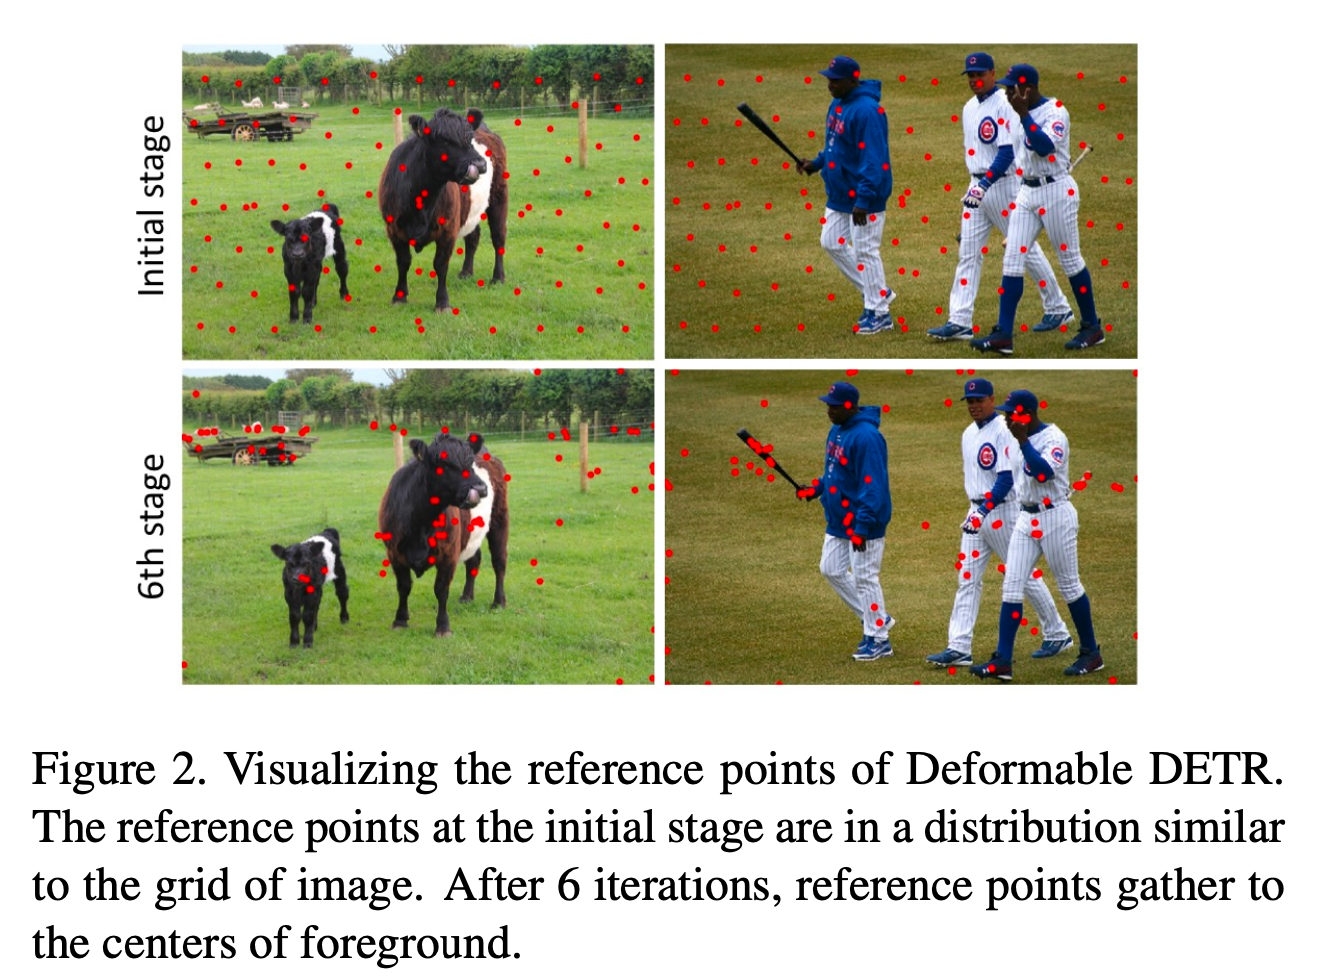 Initial stage
6th stage
Figure 2. Visualizing the reference points of Deformable DETR.
The reference points at the initial stage are in a distribution similar
to the grid of image. After 6 iterations, reference points gather to
the centers of foreground.